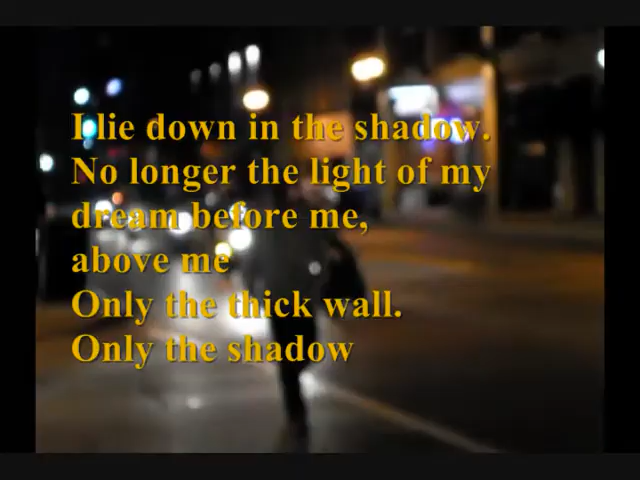 I lie down in the shadow.
No longer the light of my
dream before me,
above me
Only the thick wall.
Only the shadow